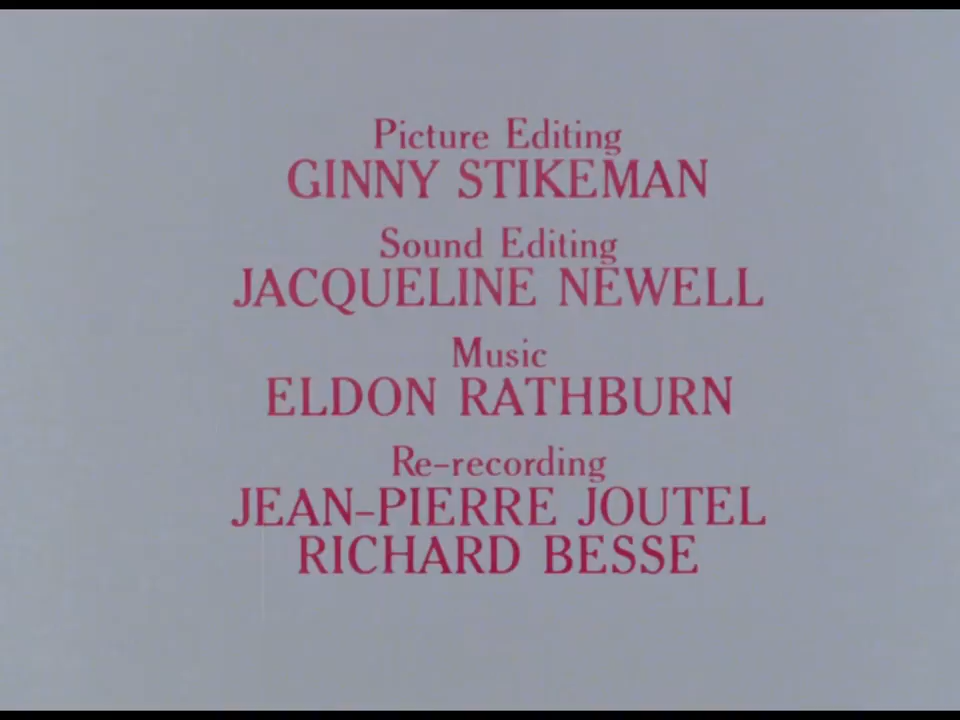 Picture Editing
GINNY STIKEMAN
Sound Editing
JACQUELINE NEWELL
Music
ELDON RATHBURN
Re-recording
JEAN-PIERRE JOUTEL
RICHARD BESSE